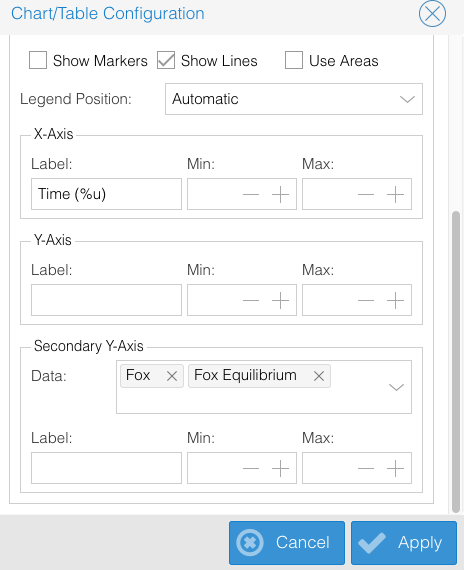 Chart/Table Configuration
Show Markers Show Lines Use Areas
Legend Position: Automatic
X-Axis
Label: Min: Max:
Time (%u)
Y-Axis
Label: Min: Max:
Secondary Y-Axis
Data: Fox Fox Equilibrium
Label: Min: Max:
Cancel Apply